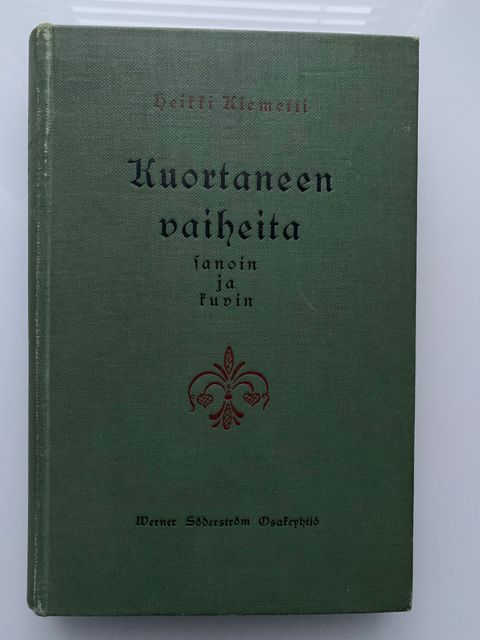 Heikki Klemetti
Kuortaneen
vaiheita
sanoin
ja
kuvin
Werner Söderström Osakeyhtiö